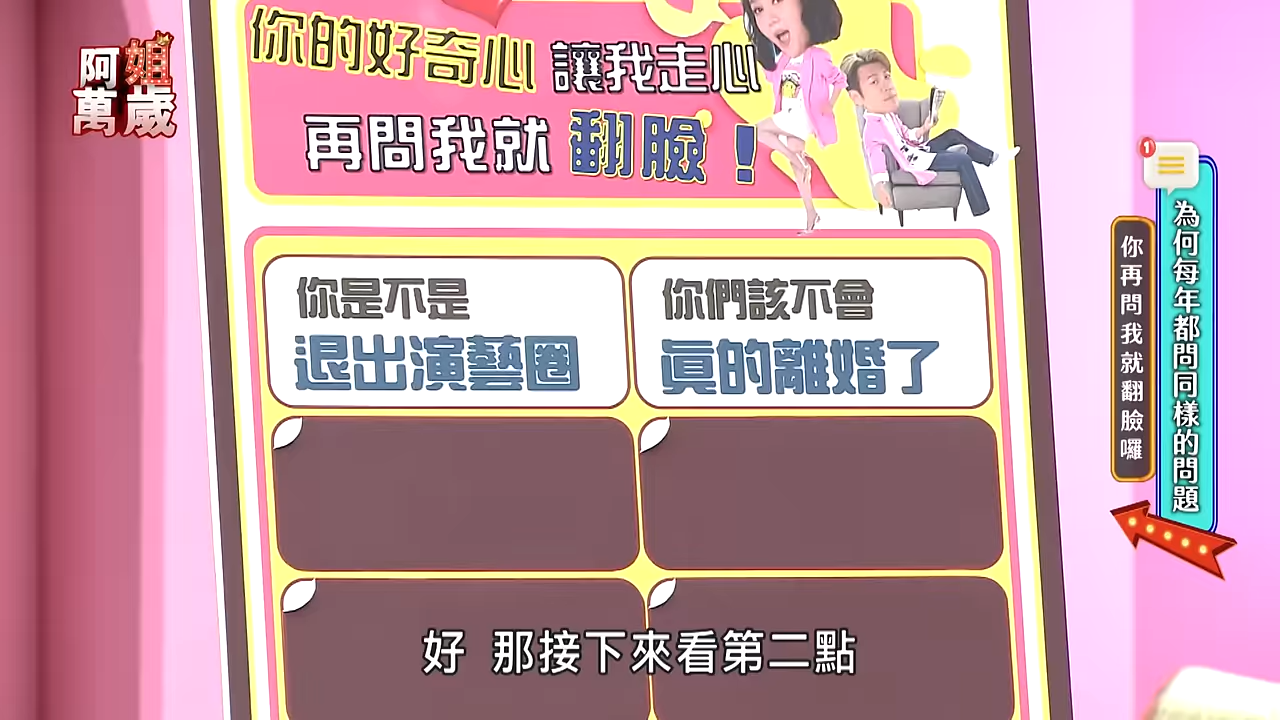 阿姐
萬歲
你的好奇心 讓我走心
再問我就 翻臉！
你是不是
退出演藝圈
你們該不會
真的離婚了
1
為何每年都問同樣的問題
你再問我就翻臉囉
好 那接下來看第二點